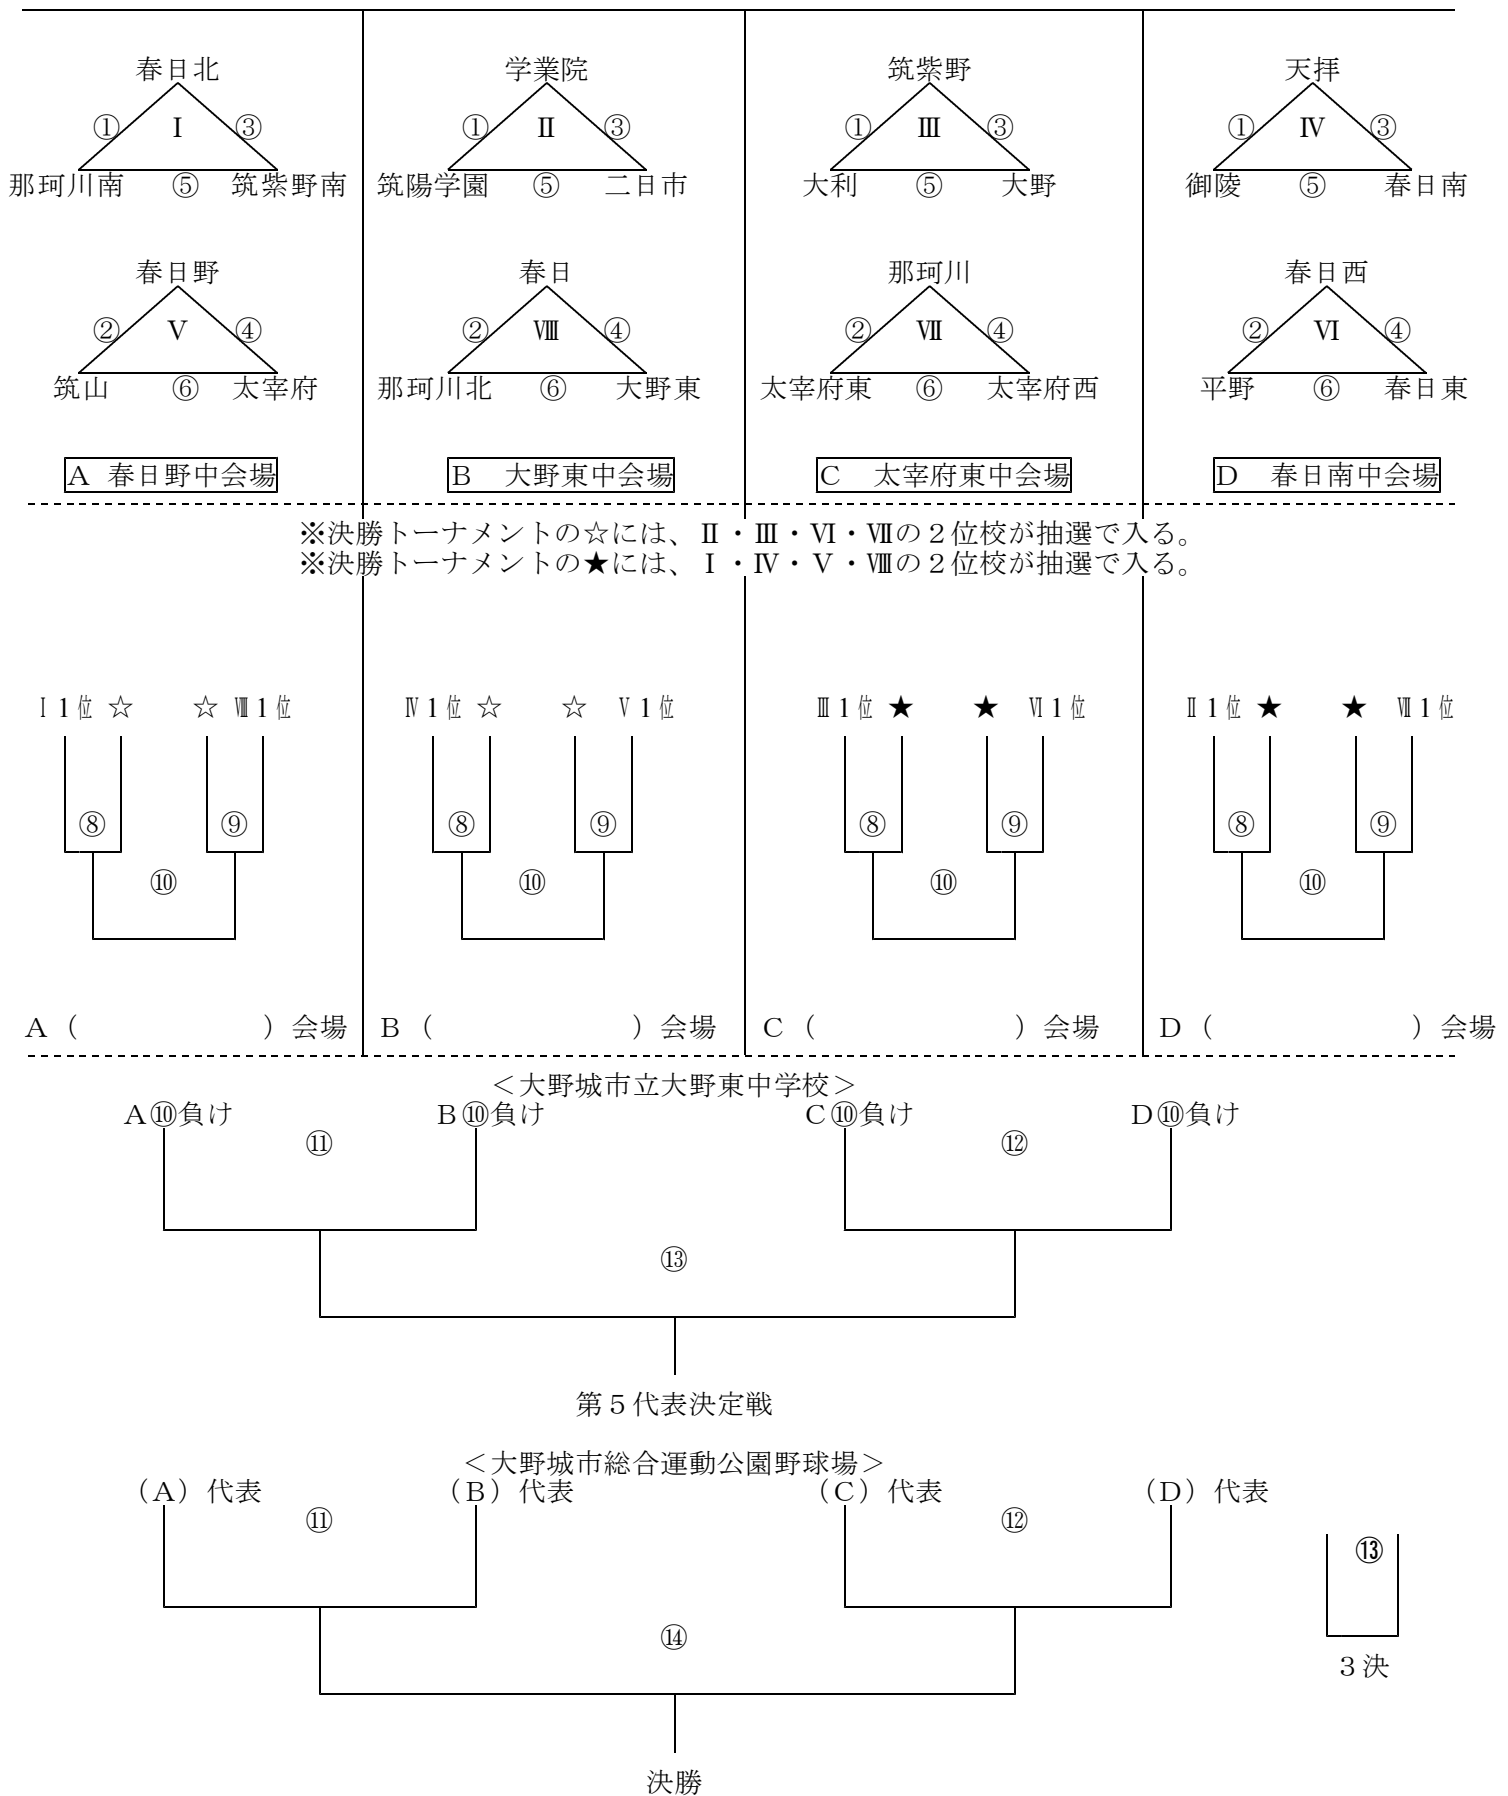 春日北 学業院 筑紫野 天拝
① Ⅰ ③ ① Ⅱ ③ ① Ⅲ ③ ① Ⅳ ③
那珂川南 ⑤ 筑紫野南 筑陽学園 ⑤ 二日市 大利 ⑤ 大野 御陵 ⑤ 春日南
春日野 春日 那珂川 春日西
② Ⅴ ④ ② Ⅷ ④ ② Ⅶ ④ ② Ⅵ ④
筑山 ⑥ 太宰府 那珂川北 ⑥ 大野東 太宰府東 ⑥ 太宰府西 平野 ⑥ 春日東
Ａ 春日野中会場 Ｂ 大野東中会場 Ｃ 太宰府東中会場 Ｄ 春日南中会場
※決勝トーナメントの☆には、Ⅱ・Ⅲ・Ⅵ・Ⅶの２位校が抽選で入る。
※決勝トーナメントの★には、Ⅰ・Ⅳ・Ⅴ・Ⅷの２位校が抽選で入る。
Ⅰ１位 ☆ ☆ Ⅷ１位 Ⅳ１位 ☆ ☆ Ⅴ１位 Ⅲ１位 ★ ★ Ⅵ１位 Ⅱ１位 ★ ★ Ⅶ１位
⑧ ⑨ ⑧ ⑨ ⑧ ⑨ ⑧ ⑨
⑩ ⑩ ⑩ ⑩
Ａ（ ）会場 Ｂ（ ）会場 Ｃ（ ）会場 Ｄ（ ）会場
＜大野城市立大野東中学校＞
Ａ⑩負け Ｂ⑩負け Ｃ⑩負け Ｄ⑩負け
⑪ ⑫
⑬
第５代表決定戦
＜大野城市総合運動公園野球場＞
（Ａ）代表 （Ｂ）代表 （Ｃ）代表 （Ｄ）代表
⑪ ⑫
⑬
⑭
３決
決勝